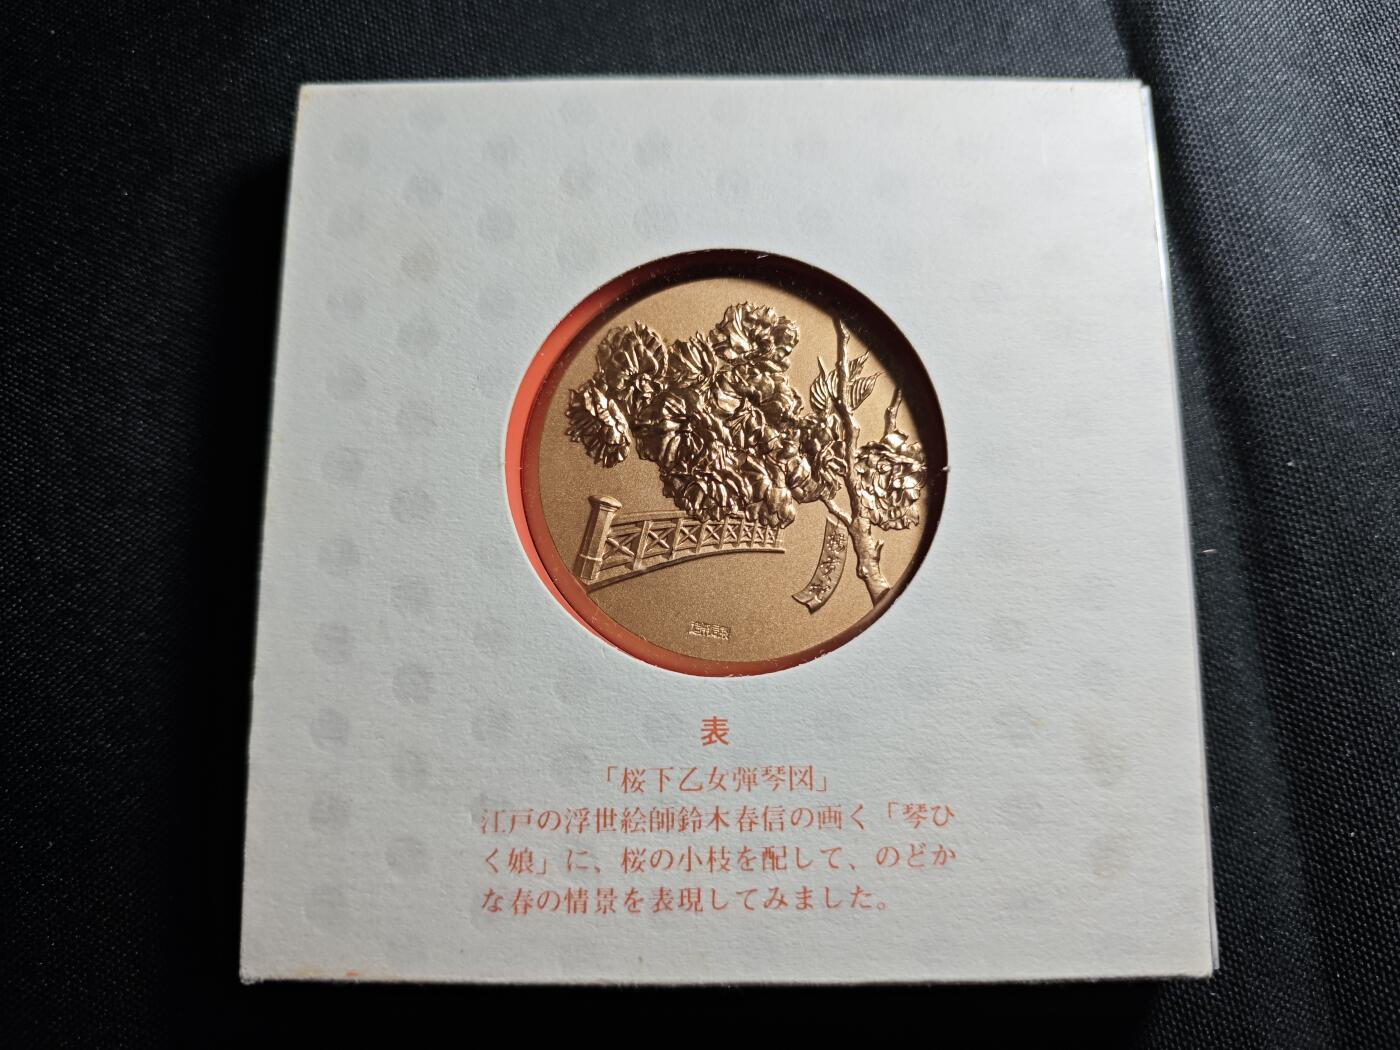 表
「桜下乙女弾琴図」
江戸の浮世絵師鈴木春信の画く「琴ひ
く娘」に、桜の小枝を配して、のどか
な春の情景を表現してみました。